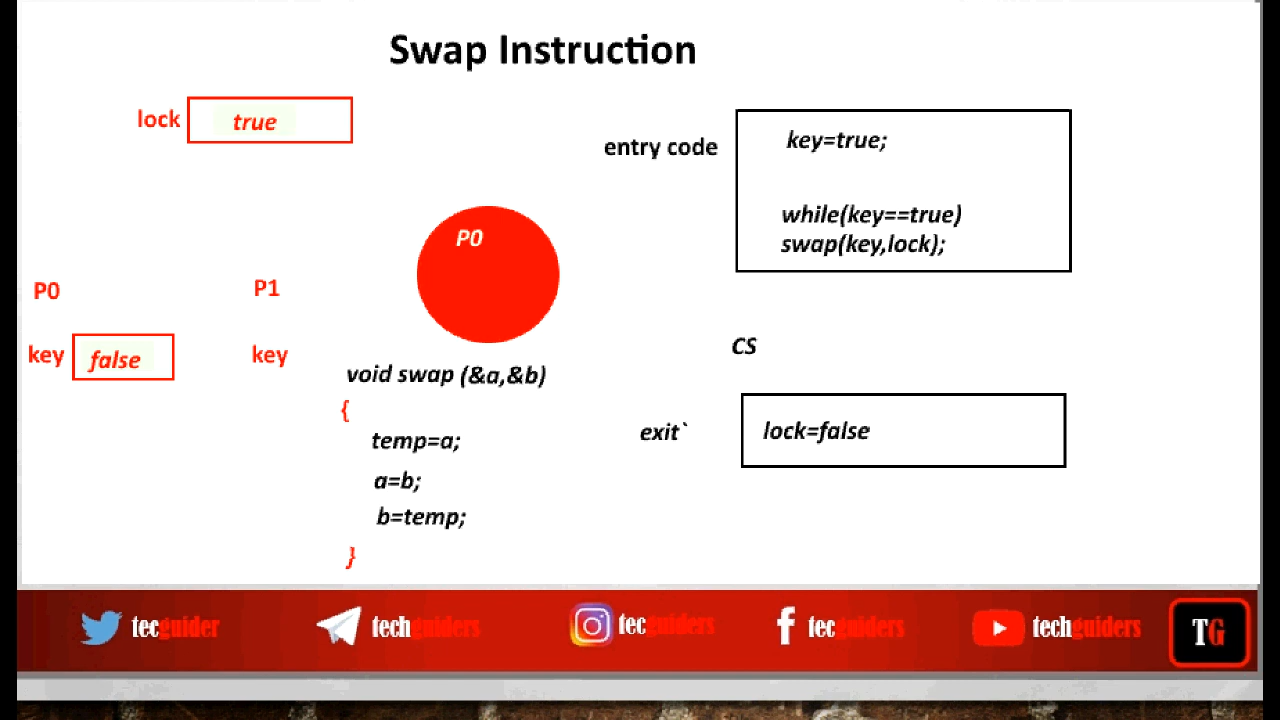 Swap Instruction
lock true
entry code
key=true;
while(key==true)
swap(key,lock);
P0
P0
P1
key false
key
CS
void swap (&a,&b)
{
temp=a;
a=b;
b=temp;
}
exit`
lock=false
tecguider
techguiders
tecguiders
tecguiders
techguiders
TG